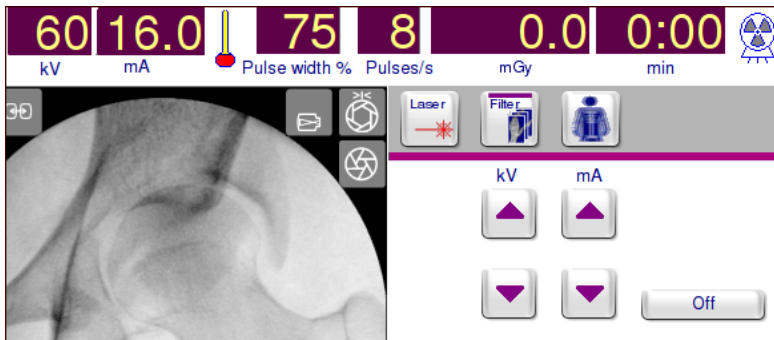 60 16.0 75 8 0.0 0:00
kV mA Pulse width % Pulses/s mGy min
Laser Filter
kV mA
Off